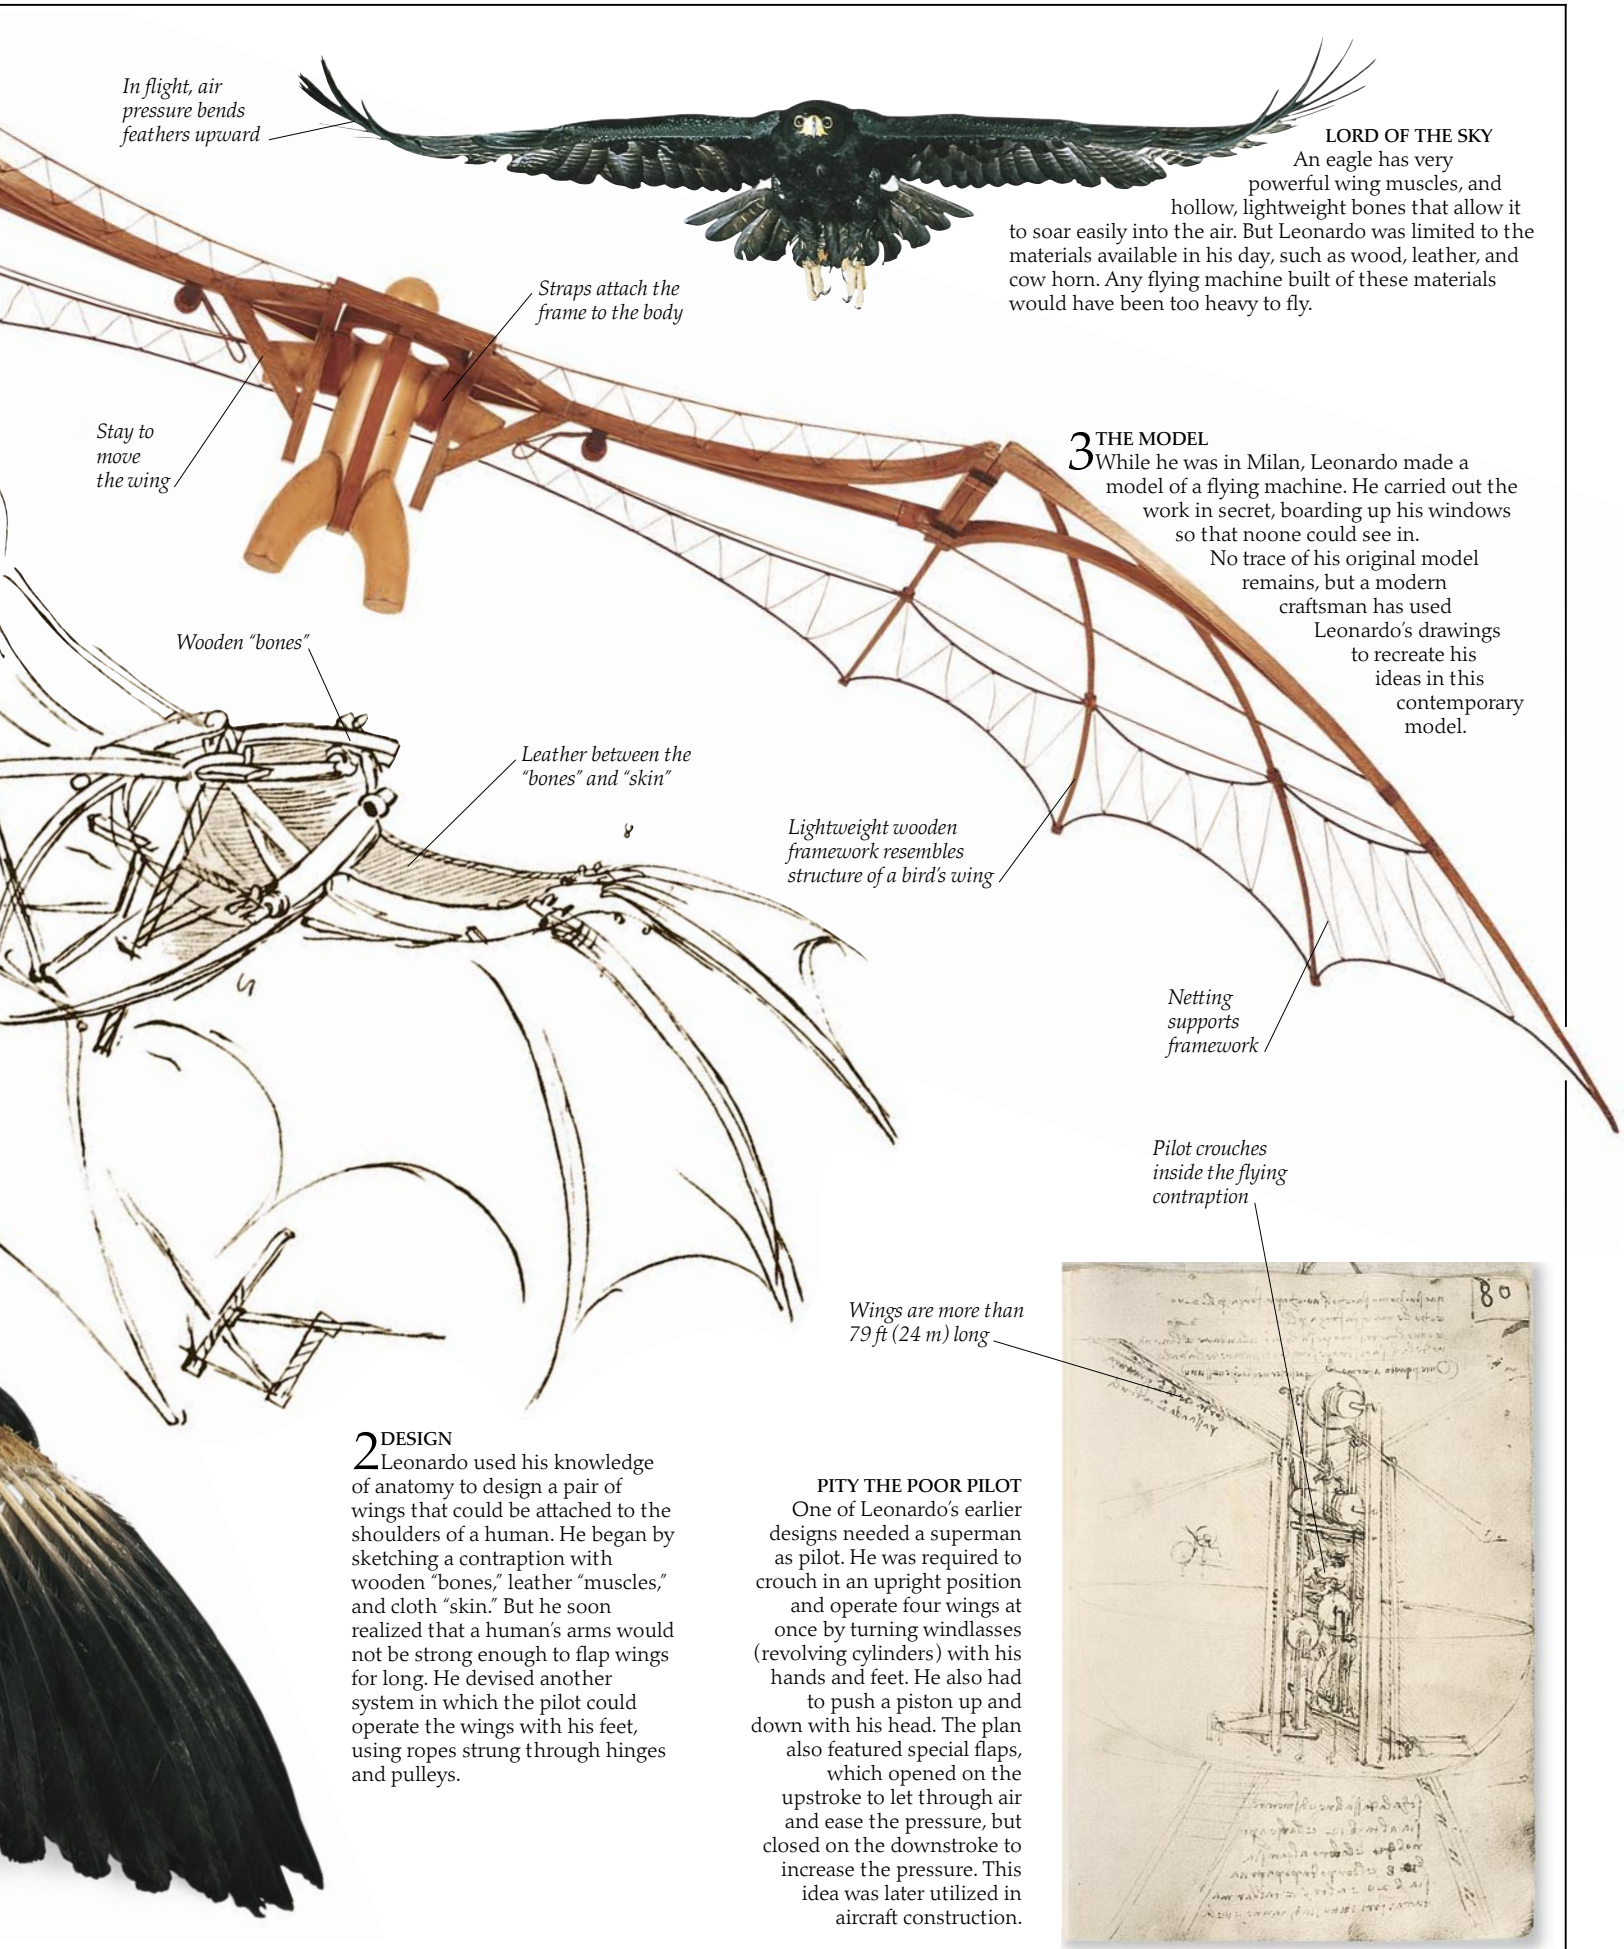 In flight, air
pressure bends
feathers upward
LORD OF THE SKY
An eagle has very
powerful wing muscles, and
hollow, lightweight bones that allow it
to soar easily into the air. But Leonardo was limited to the
materials available in his day, such as wood, leather, and
cow horn. Any flying machine built of these materials
would have been too heavy to fly.
Straps attach the
frame to the body
Stay to
move
the wing
3 THE MODEL
While he was in Milan, Leonardo made a
model of a flying machine. He carried out the
work in secret, boarding up his windows
so that noone could see in.
No trace of his original model
remains, but a modern
craftsman has used
Leonardo's drawings
to recreate his
ideas in this
contemporary
model.
Wooden “bones”
Leather between the
“bones” and “skin”
Lightweight wooden
framework resembles
structure of a bird's wing
Netting
supports
framework
Pilot crouches
inside the flying
contraption
Wings are more than
79 ft (24 m) long
80
2 DESIGN
Leonardo used his knowledge
of anatomy to design a pair of
wings that could be attached to the
shoulders of a human. He began by
sketching a contraption with
wooden “bones,” leather “muscles,”
and cloth “skin.” But he soon
realized that a human's arms would
not be strong enough to flap wings
for long. He devised another
system in which the pilot could
operate the wings with his feet,
using ropes strung through hinges
and pulleys.
PITY THE POOR PILOT
One of Leonardo's earlier
designs needed a superman
as pilot. He was required to
crouch in an upright position
and operate four wings at
once by turning windlasses
(revolving cylinders) with his
hands and feet. He also had
to push a piston up and
down with his head. The plan
also featured special flaps,
which opened on the
upstroke to let through air
and ease the pressure, but
closed on the downstroke to
increase the pressure. This
idea was later utilized in
aircraft construction.